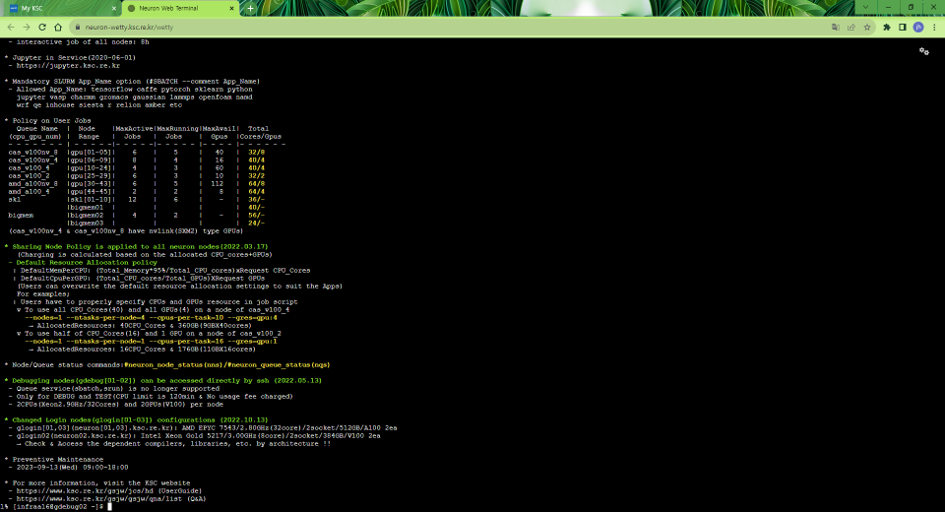 My KSC
Neuron Web Terminal
neuron-wetty.ksc.re.kr/wetty
- interactive job of all nodes: 8h
* Jupyter in Service(2020-06-01)
- https://jupyter.ksc.re.kr
* Mandatory SLURM App_Name option (#SBATCH --comment App_Name)
- Allowed App_Name: tensorflow caffe pytorch sklearn python
jupyter vasp charmm gromacs gaussian lammps openfoam namd
wrf qe inhouse siesta r relion amber etc
* Policy on User Jobs
Queue Name | Node |MaxActive|MaxRunning|MaxAvail| Total
(cpu_gpu_num) | Range | Jobs | Jobs | Gpus |Cores/Gpus
cas_v100nv_8 |gpu[01-05]| 6 | 5 | 40 | 32/8
cas_v100nv_4 |gpu[06-09]| 8 | 4 | 16 | 40/4
cas_v100_4 |gpu[10-24]| 4 | 3 | 60 | 40/4
cas_v100_2 |gpu[25-29]| 6 | 3 | 10 | 32/2
amd_a100nv_8 |gpu[30-43]| 6 | 5 | 112 | 64/8
amd_a100_4 |gpu[44-45]| 2 | 2 | 8 | 64/4
skl |skl[01-10]| 12 | 6 | - | 36/-
|bigmem01 | | | | 40/-
bigmem |bigmem02 | 4 | 2 | - | 56/-
|bigmem03 | | | | 24/-
(cas_v100nv_4 & cas_v100nv_8 have nvlink(SXM2) type GPUs)
* Sharing Node Policy is applied to all neuron nodes(2022.03.17)
(Charging is calculated based on the allocated CPU_cores+GPUs)
- Default Resource Allocation policy
: DefaultMemPerCPU: (Total_Memory*95%/Total_CPU_cores)xRequest CPU_Cores
: DefaultCpuPerGPU: (Total_CPU_cores/Total_GPUs)XRequest GPUs
(Users can overwrite the default resource allocation settings to suit the Apps)
For examples;
: Users have to properly specify CPUs and GPUs resource in job script
▽ To use all CPU_Cores(40) and all GPUs(4) on a node of cas_v100_4
--nodes=1 --ntasks-per-node=4 --cpus-per-task=10 --gres=gpu:4
→ AllocatedResources: 40CPU_Cores & 360GB(9GBX40cores)
▽ To use half of CPU_Cores(16) and 1 GPU on a node of cas_v100_2
--nodes=1 --ntasks-per-node=1 --cpus-per-task=16 --gres=gpu:1
→ AllocatedResources: 16CPU_Cores & 176GB(11GBX16cores)
* Node/Queue status commands:#neuron_node_status(nns)/#neuron_queue_status(nqs)
* Debugging nodes(gdebug[01-02]) can be accessed directly by ssh (2022.05.13)
- Queue service(sbatch,srun) is no longer supported
- Only for DEBUG and TEST(CPU limit is 120min & No usage fee charged)
- 2CPUs(Xeon2.9GHz/32Cores) and 2GPUs(V100) per node
* Changed Login nodes(glogin[01-03]) configurations (2022.10.13)
- glogin[01,03](neuron[01,03].ksc.re.kr): AMD EPYC 7543/2.80GHz(32core)/2socket/512GB/A100 2ea
- glogin02(neuron02.ksc.re.kr): Intel Xeon Gold 5217/3.00GHz(8core)/2socket/384GB/V100 2ea
→ Check & Access the dependent compilers, libraries, etc. by architecture !!
* Preventive Maintenance
- 2023-09-13(Wed) 09:00-18:00
* For more information, visit the KSC website
- https://www.ksc.re.kr/gsjw/jcs/hd (UserGuide)
- https://www.ksc.re.kr/gsjw/gsjw/qna/list (Q&A)
[infraa16@gdebug02 ~]$